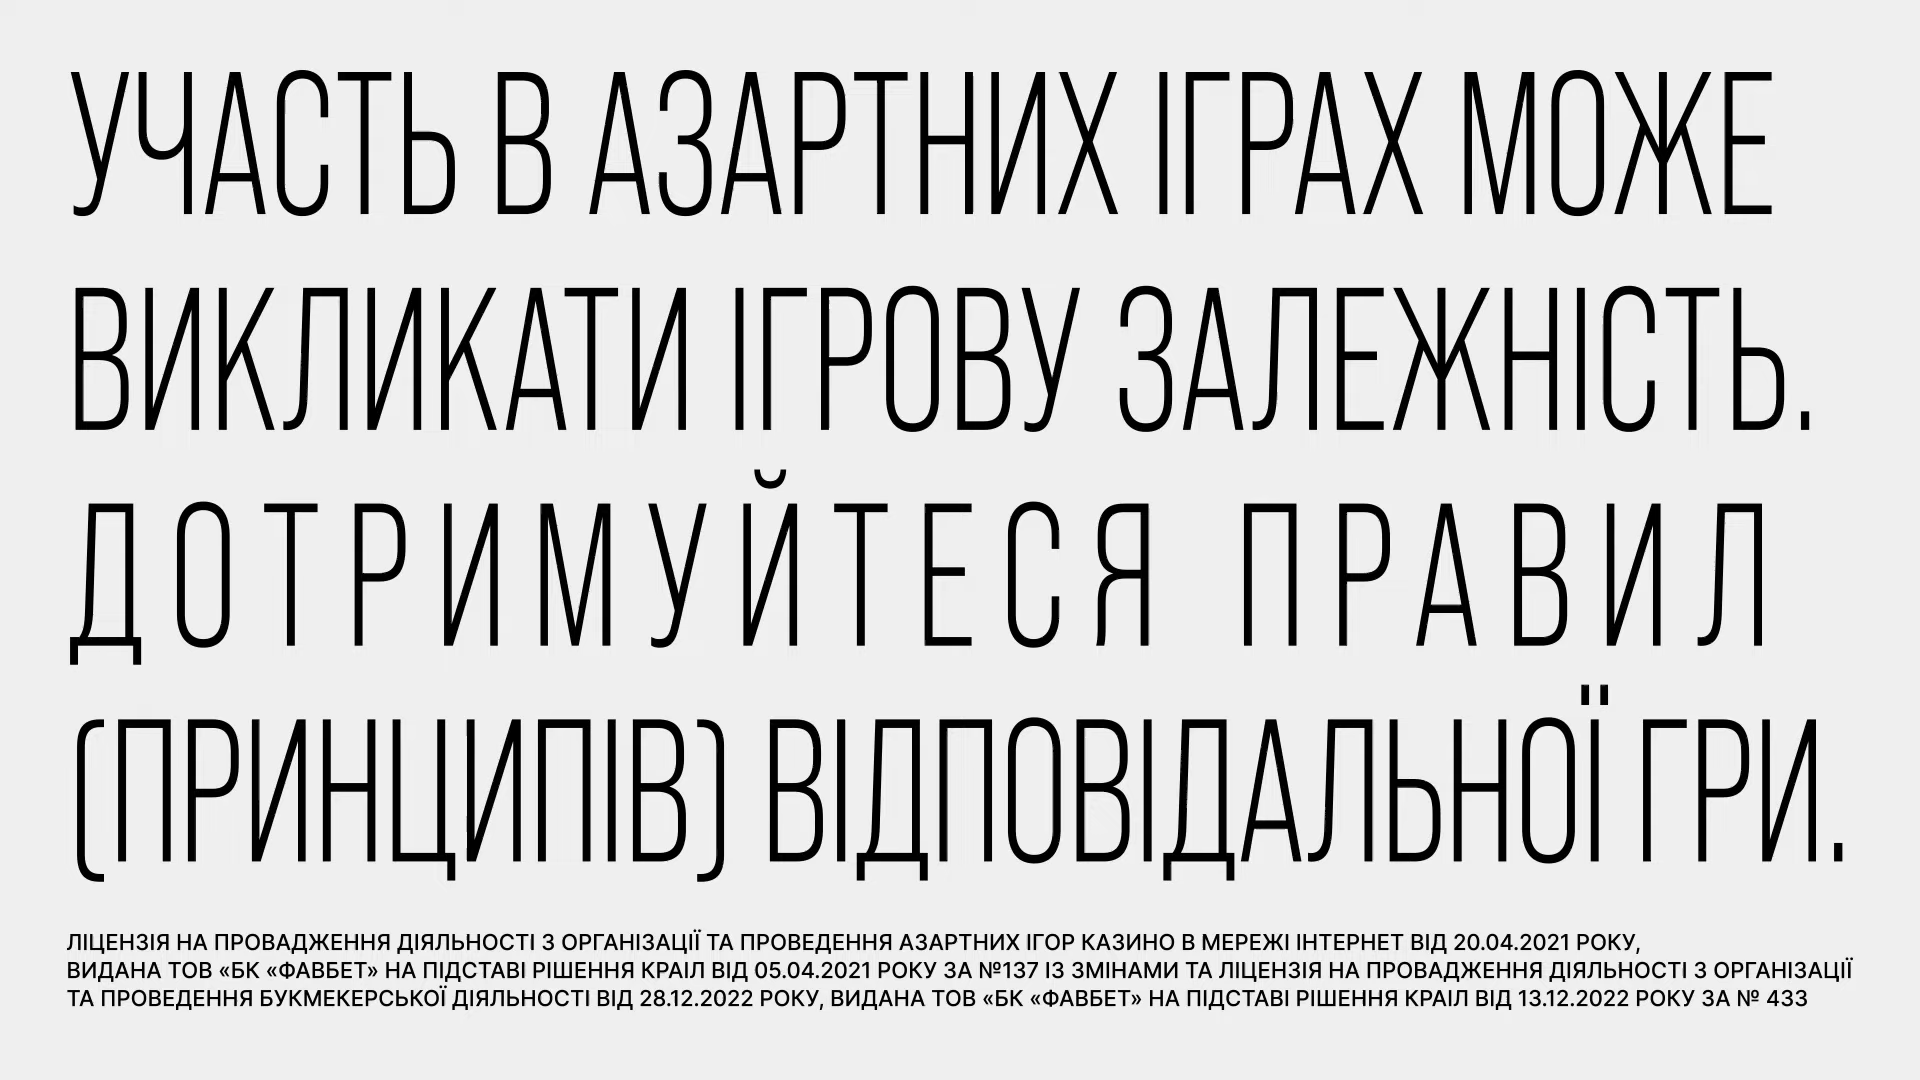 УЧАСТЬ В АЗАРТНИХ ІГРАХ МОЖЕ
ВИКЛИКАТИ ІГРОВУ ЗАЛЕЖНІСТЬ.
ДОТРИМУЙТЕСЯ ПРАВИЛ
(ПРИНЦИПІВ) ВІДПОВІДАЛЬНОЇ ГРИ.
ЛІЦЕНЗІЯ НА ПРОВАДЖЕННЯ ДІЯЛЬНОСТІ З ОРГАНІЗАЦІЇ ТА ПРОВЕДЕННЯ АЗАРТНИХ ІГОР КАЗИНО В МЕРЕЖІ ІНТЕРНЕТ ВІД 20.04.2021 РОКУ,
ВИДАНА ТОВ «БК «ФАВБЕТ» НА ПІДСТАВІ РІШЕННЯ КРАІЛ ВІД 05.04.2021 РОКУ ЗА №137 ІЗ ЗМІНАМИ ТА ЛІЦЕНЗІЯ НА ПРОВАДЖЕННЯ ДІЯЛЬНОСТІ З ОРГАНІЗАЦІЇ
ТА ПРОВЕДЕННЯ БУКМЕКЕРСЬКОЇ ДІЯЛЬНОСТІ ВІД 28.12.2022 РОКУ, ВИДАНА ТОВ «БК «ФАВБЕТ» НА ПІДСТАВІ РІШЕННЯ КРАІЛ ВІД 13.12.2022 РОКУ ЗА № 433